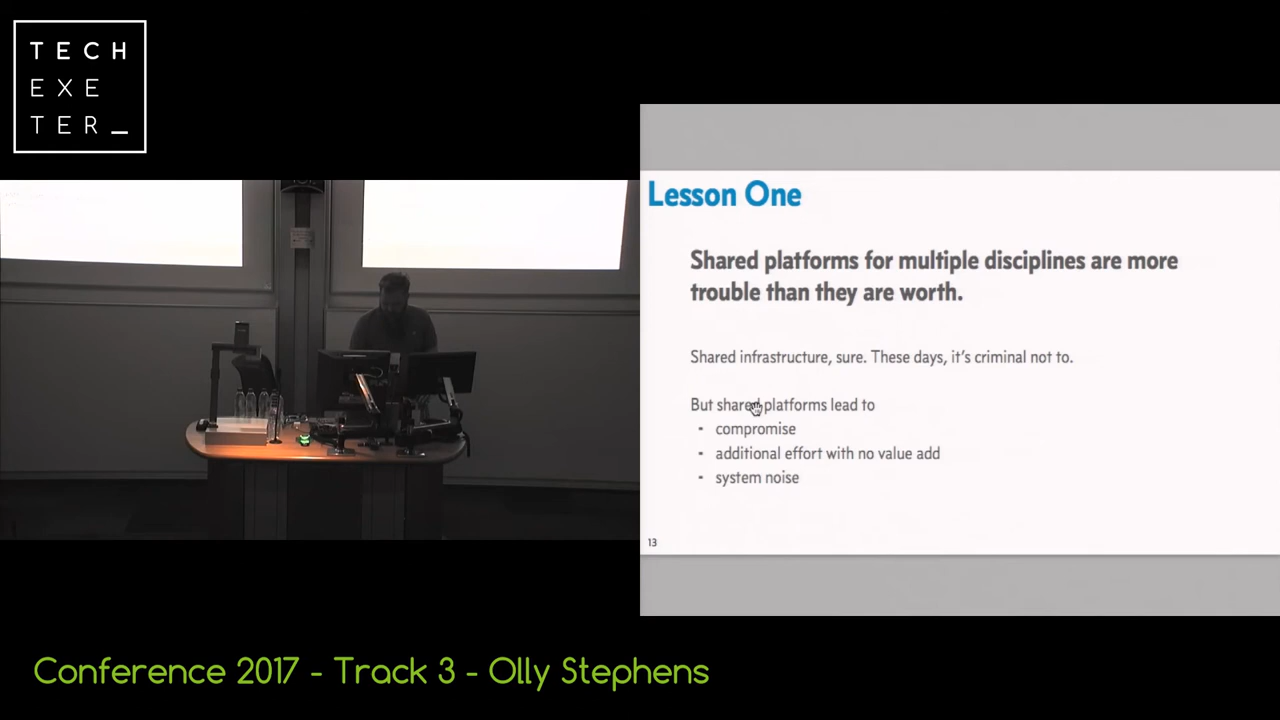 TECH
EXE
TER_
Lesson One
Shared platforms for multiple disciplines are more
trouble than they are worth.
Shared infrastructure, sure. These days, it's criminal not to.
But shared platforms lead to
- compromise
- additional effort with no value add
- system noise
13
Conference 2017 - Track 3 - Olly Stephens